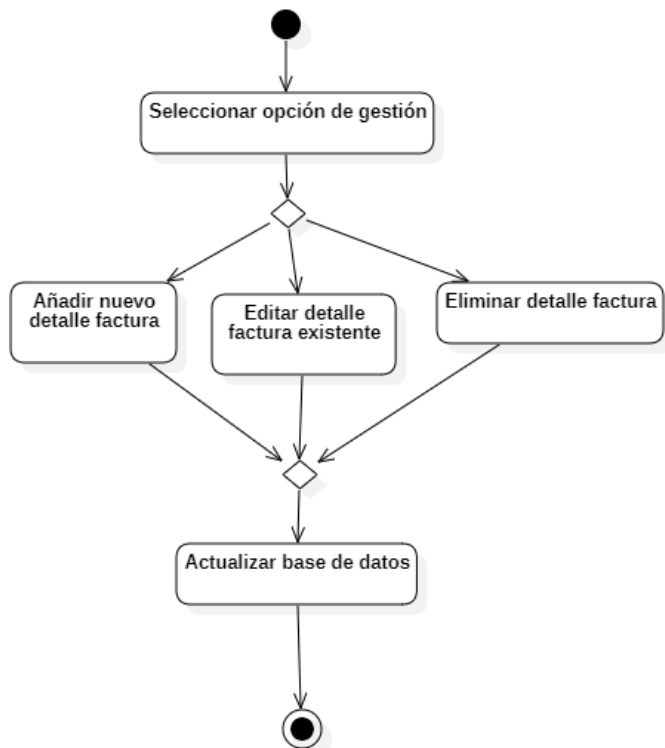 Seleccionar opción de gestión
Añadir nuevo
detalle factura
Editar detalle
factura existente
Eliminar detalle factura
Actualizar base de datos